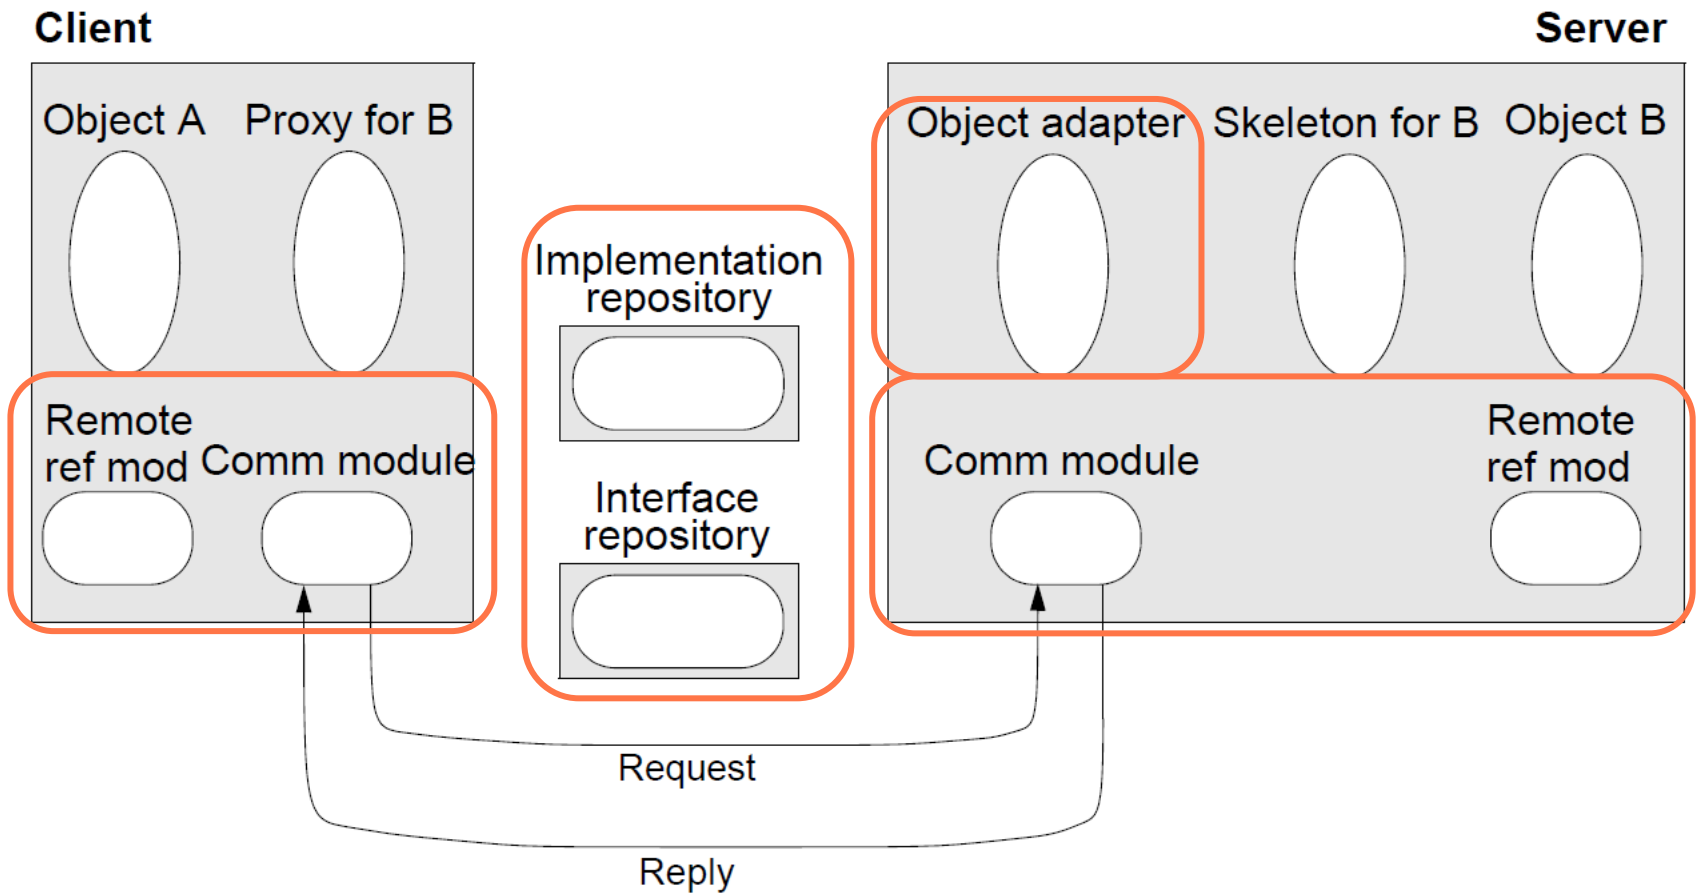 Client
Server
Object A
Proxy for B
Object adapter
Skeleton for B
Object B
Implementation
repository
Remote
ref mod
Comm module
Interface
repository
Comm module
Remote
ref mod
Request
Reply